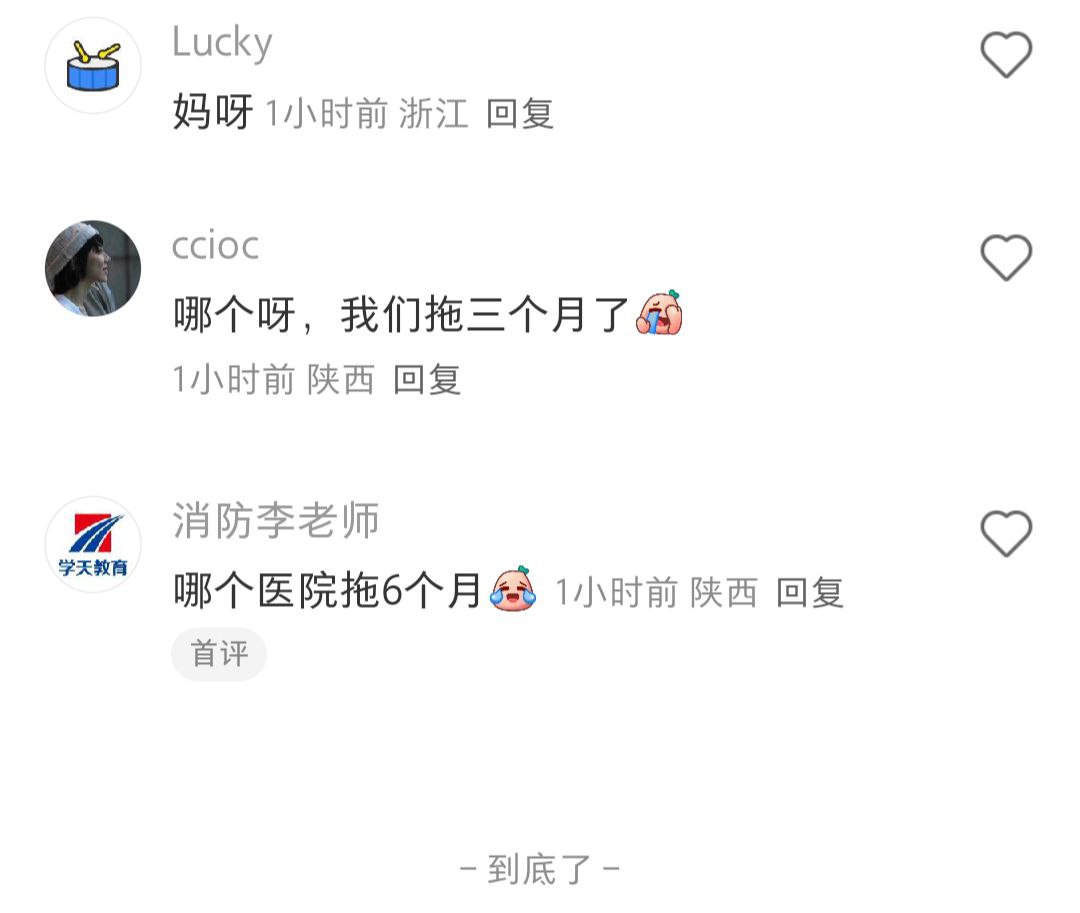 Lucky
妈呀 1小时前 浙江 回复
ccioc
哪个呀，我们拖三个月了
1小时前 陕西 回复
消防李老师
学天教育
哪个医院拖6个月 1小时前 陕西 回复
首评
– 到底了 –